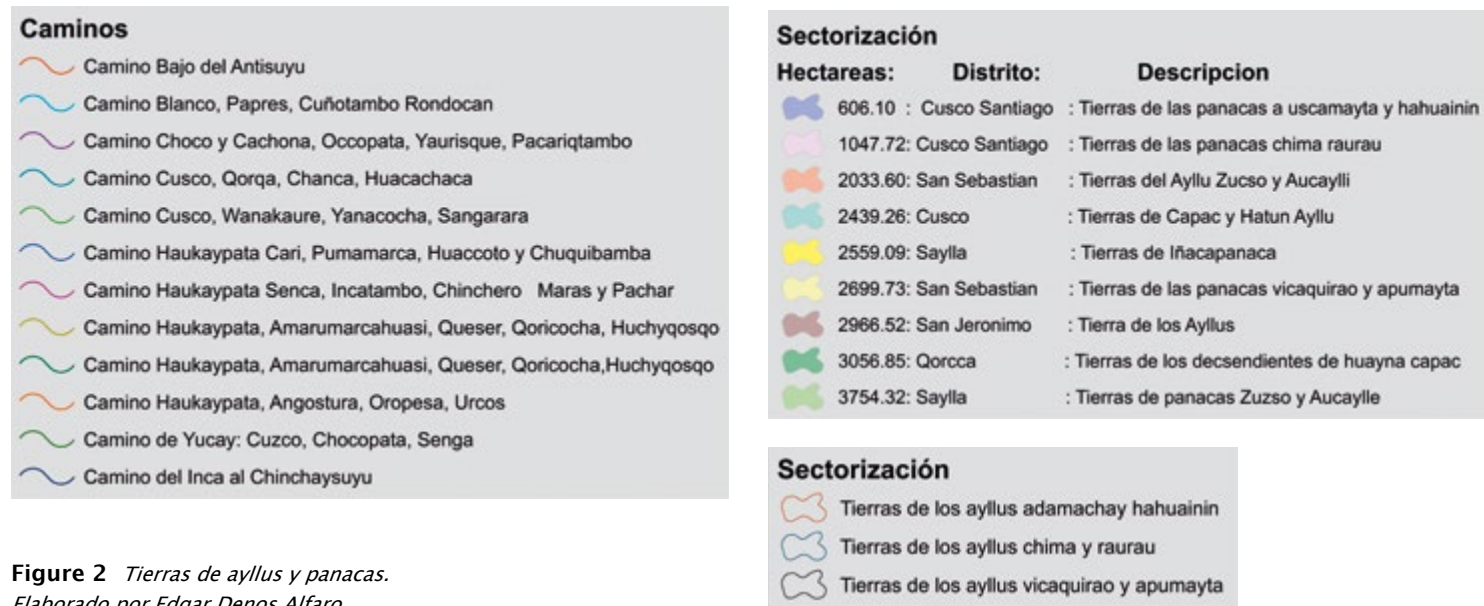 Caminos
Camino Bajo del Antisuyu
Camino Blanco, Papres, Cuñotambo Rondocan
Camino Choco y Cachona, Occopata, Yaurisque, Pacariqtambo
Camino Cusco, Qorqa, Chanca, Huacachaca
Camino Cusco, Wanakaure, Yanacocha, Sangarara
Camino Haukaypata Cari, Pumamarca, Huaccoto y Chuquibamba
Camino Haukaypata Senca, Incatambo, Chinchero Maras y Pachar
Camino Haukaypata, Amarumarcahuasi, Queser, Qoricocha, Huchyqosqo
Camino Haukaypata, Amarumarcahuasi, Queser, Qoricocha,Huchyqosqo
Camino Haukaypata, Angostura, Oropesa, Urcos
Camino de Yucay: Cuzco, Chocopata, Senga
Camino del Inca al Chinchaysuyu
Figure 2 Tierras de ayllus y panacas.
Elaborado por Edgar Denos Alfaro
Sectorización
Hectareas: Distrito: Descripcion
606.10 : Cusco Santiago : Tierras de las panacas a uscamayta y hahuainin
1047.72: Cusco Santiago : Tierras de las panacas chima raurau
2033.60: San Sebastian : Tierras del Ayllu Zucso y Aucaylli
2439.26: Cusco : Tierras de Capac y Hatun Ayllu
2559.09: Saylla : Tierras de Iñacapanaca
2699.73: San Sebastian : Tierras de las panacas vicaquirao y apumayta
2966.52: San Jeronimo : Tierra de los Ayllus
3056.85: Qorcca : Tierras de los decsendientes de huayna capac
3754.32: Saylla : Tierras de panacas Zuzso y Aucaylle
Sectorización
Tierras de los ayllus adamachay hahuainin
Tierras de los ayllus chima y raurau
Tierras de los ayllus vicaquirao y apumayta